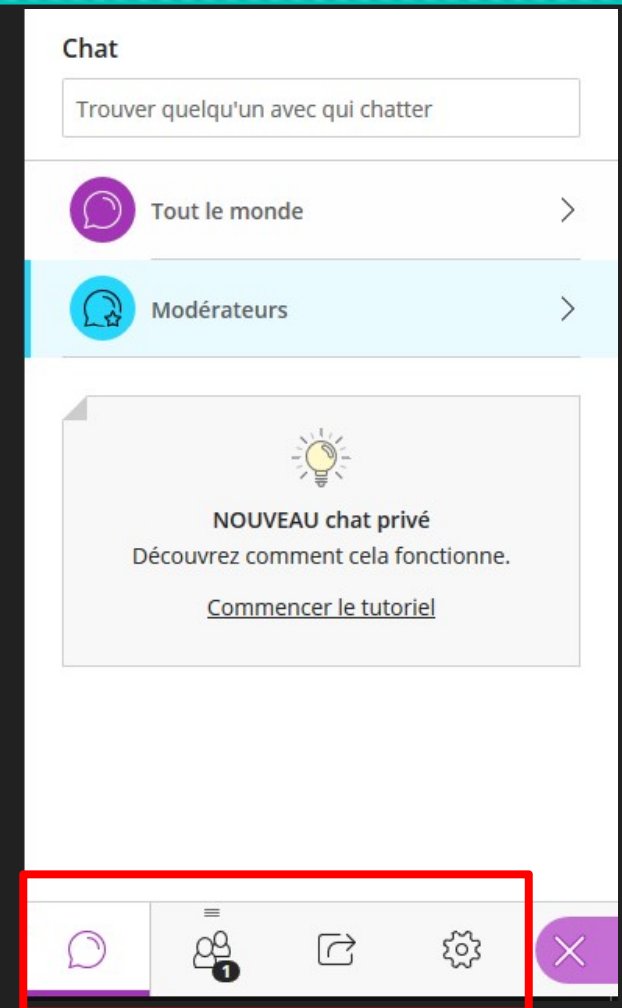 Chat
Trouver quelqu'un avec qui chatter
Tout le monde
Modérateurs
NOUVEAU chat privé
Découvrez comment cela fonctionne.
Commencer le tutoriel
1